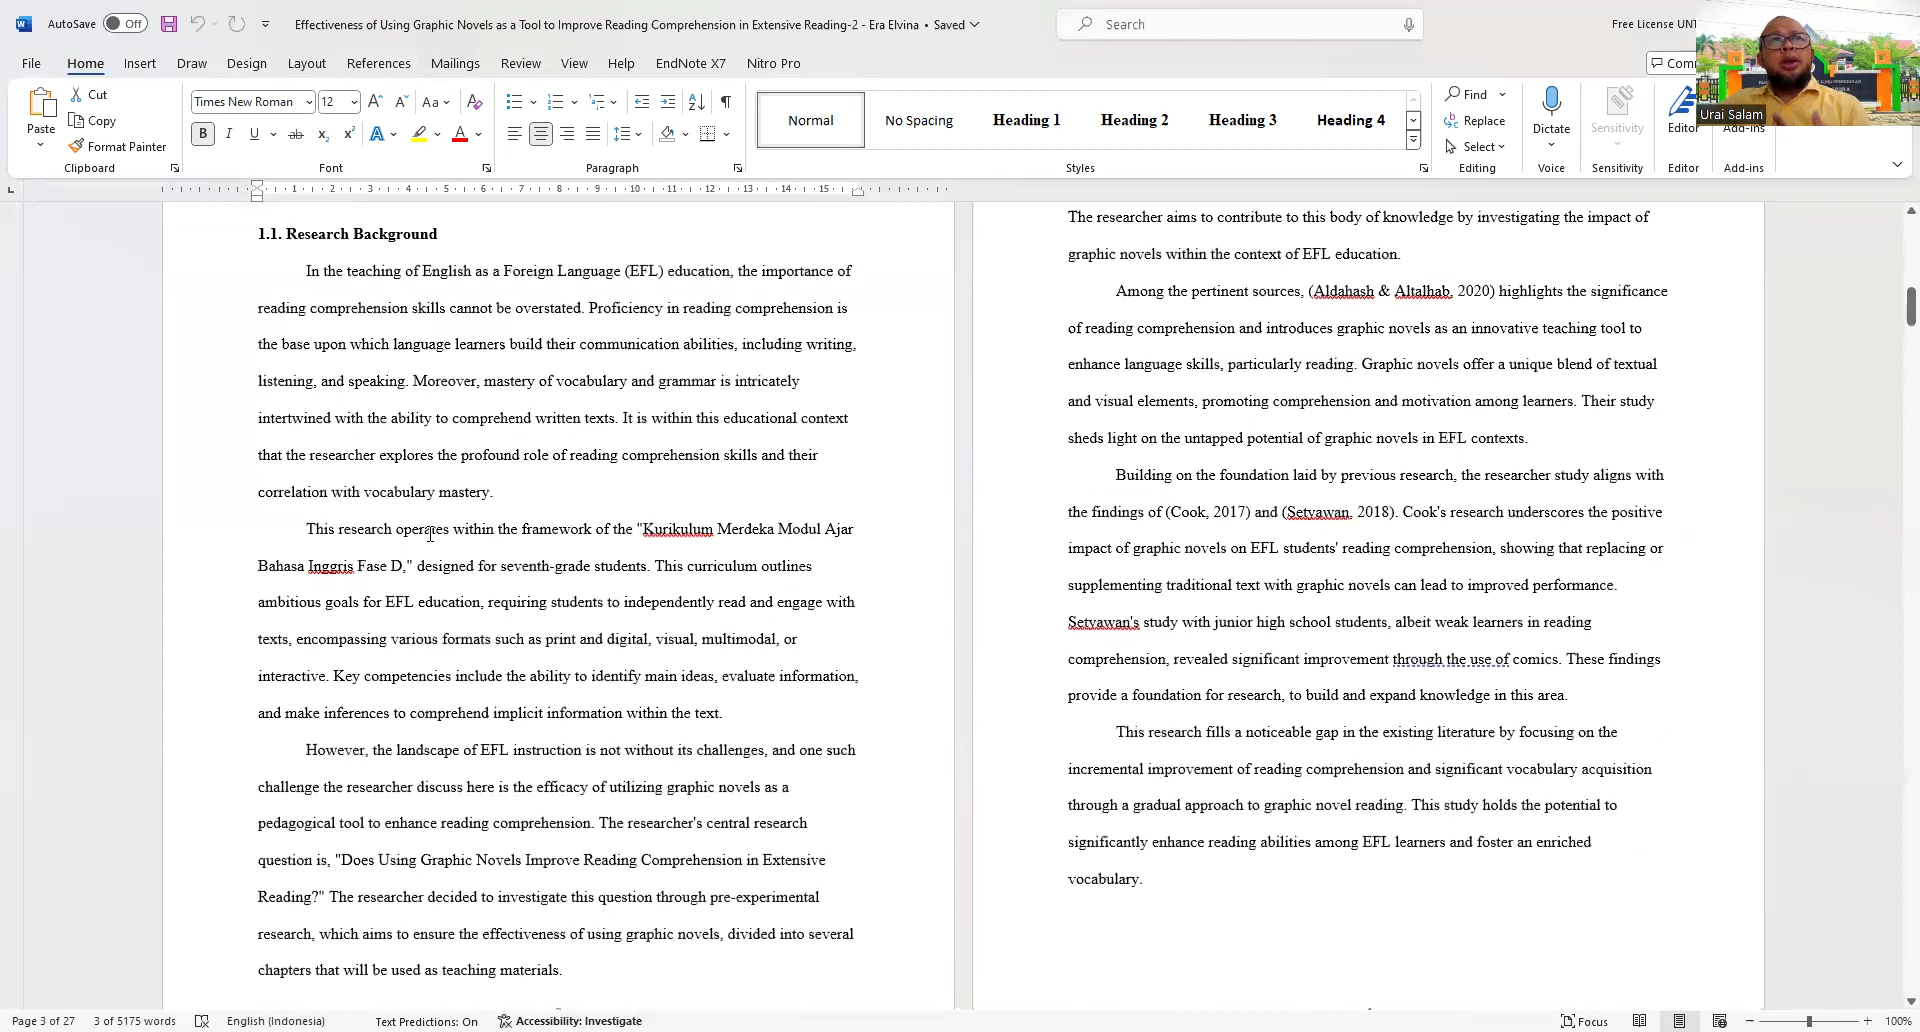 AutoSave Off Effectiveness of Using Graphic Novels as a Tool to Improve Reading Comprehension in Extensive Reading-2 - Era Elvina • Saved Search Free License UNT
File Home Insert Draw Design Layout References Mailings Review View Help EndNote X7 Nitro Pro
Paste Cut Copy Format Painter
Clipboard
Times New Roman 12
Font
Paragraph
Normal No Spacing Heading 1 Heading 2 Heading 3 Heading 4
Styles
Find
Replace
Select
Editing
Dictate
Voice
Sensitivity
Sensitivity
Editor
Editor
Add-ins
Add-ins
Urai Salam
1 2 3 4 5 6 7 8 9 10 11 12 13 14 15
1.1. Research Background
In the teaching of English as a Foreign Language (EFL) education, the importance of
reading comprehension skills cannot be overstated. Proficiency in reading comprehension is
the base upon which language learners build their communication abilities, including writing,
listening, and speaking. Moreover, mastery of vocabulary and grammar is intricately
intertwined with the ability to comprehend written texts. It is within this educational context
that the researcher explores the profound role of reading comprehension skills and their
correlation with vocabulary mastery.
This research operates within the framework of the "Kurikulum Merdeka Modul Ajar
Bahasa Inggris Fase D," designed for seventh-grade students. This curriculum outlines
ambitious goals for EFL education, requiring students to independently read and engage with
texts, encompassing various formats such as print and digital, visual, multimodal, or
interactive. Key competencies include the ability to identify main ideas, evaluate information,
and make inferences to comprehend implicit information within the text.
However, the landscape of EFL instruction is not without its challenges, and one such
challenge the researcher discuss here is the efficacy of utilizing graphic novels as a
pedagogical tool to enhance reading comprehension. The researcher's central research
question is, "Does Using Graphic Novels Improve Reading Comprehension in Extensive
Reading?" The researcher decided to investigate this question through pre-experimental
research, which aims to ensure the effectiveness of using graphic novels, divided into several
chapters that will be used as teaching materials.
The researcher aims to contribute to this body of knowledge by investigating the impact of
graphic novels within the context of EFL education.
Among the pertinent sources, (Aldahash & Altalhab, 2020) highlights the significance
of reading comprehension and introduces graphic novels as an innovative teaching tool to
enhance language skills, particularly reading. Graphic novels offer a unique blend of textual
and visual elements, promoting comprehension and motivation among learners. Their study
sheds light on the untapped potential of graphic novels in EFL contexts.
Building on the foundation laid by previous research, the researcher study aligns with
the findings of (Cook, 2017) and (Setyawan, 2018). Cook's research underscores the positive
impact of graphic novels on EFL students' reading comprehension, showing that replacing or
supplementing traditional text with graphic novels can lead to improved performance.
Setyawan's study with junior high school students, albeit weak learners in reading
comprehension, revealed significant improvement through the use of comics. These findings
provide a foundation for research, to build and expand knowledge in this area.
This research fills a noticeable gap in the existing literature by focusing on the
incremental improvement of reading comprehension and significant vocabulary acquisition
through a gradual approach to graphic novel reading. This study holds the potential to
significantly enhance reading abilities among EFL learners and foster an enriched
vocabulary.
Page 3 of 27 3 of 5175 words English (Indonesia) Text Predictions: On Accessibility: Investigate Focus 100%